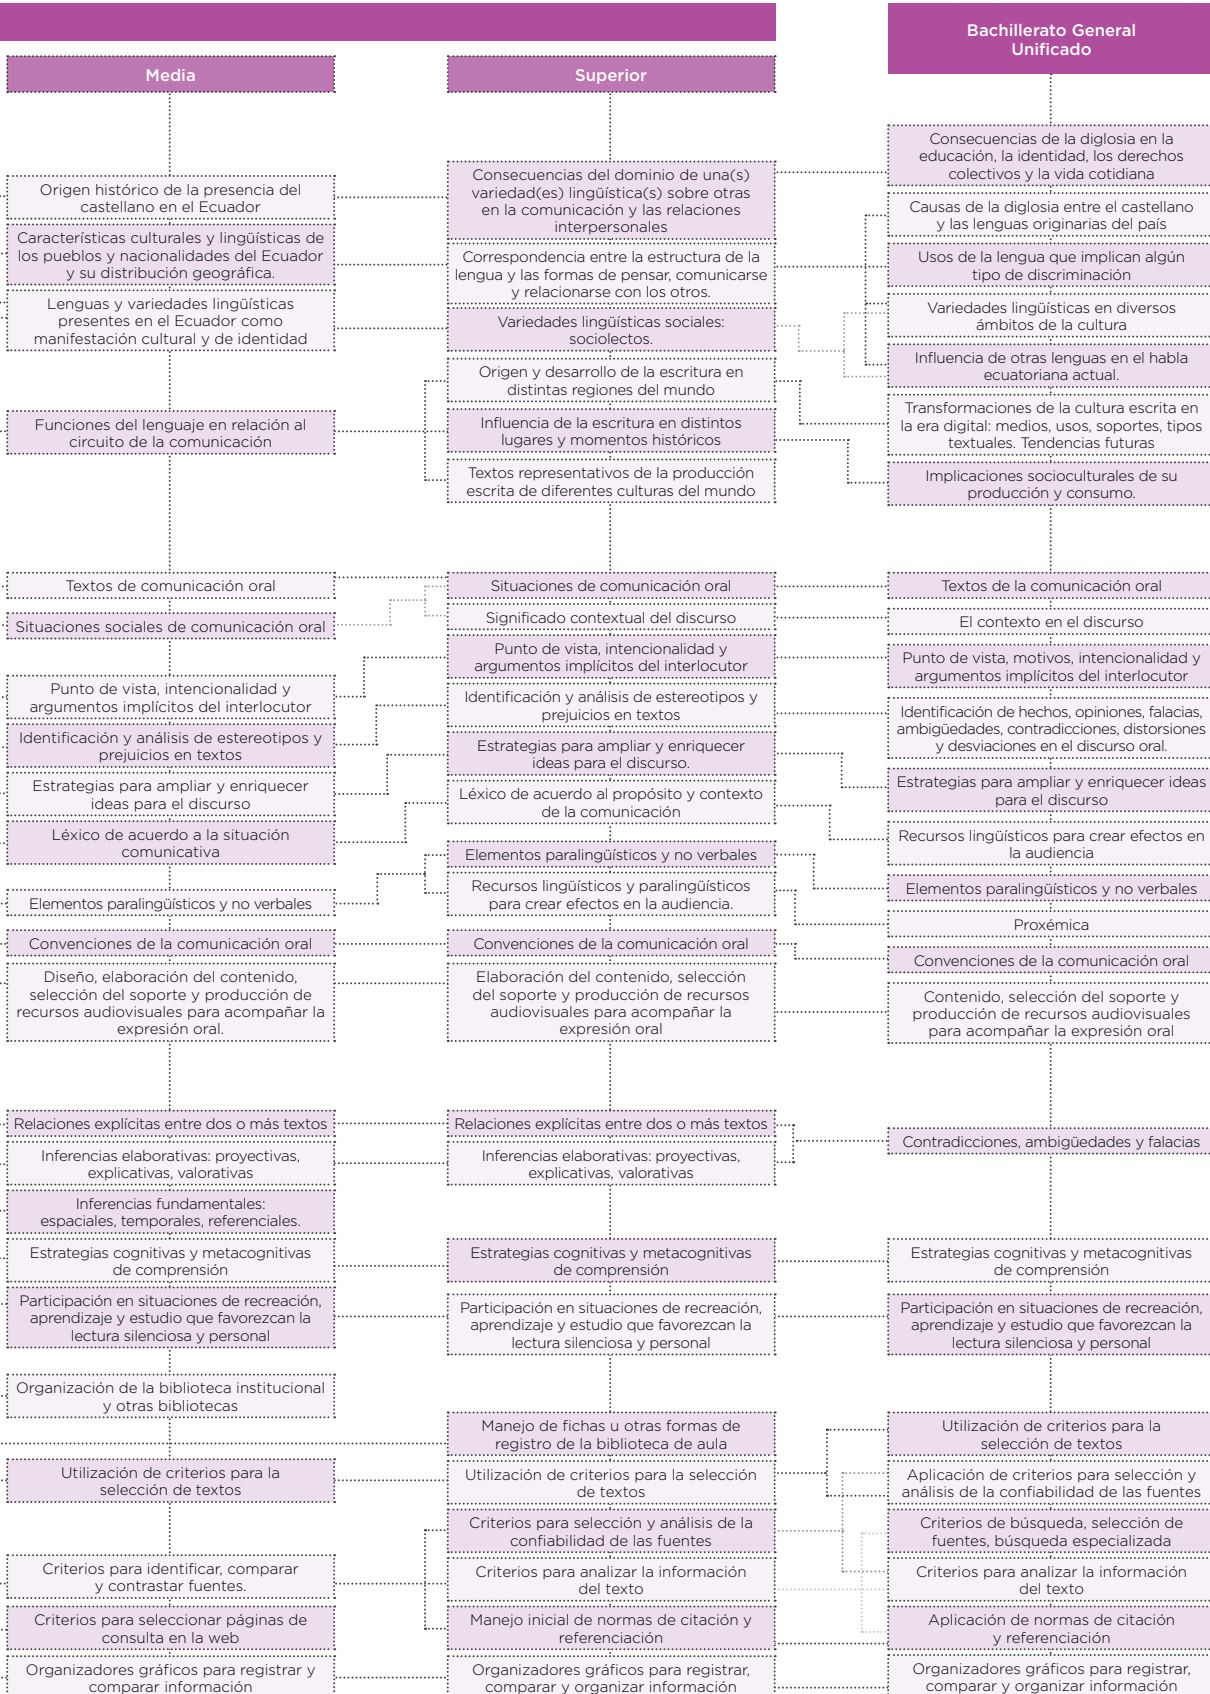 Bachillerato General
Unificado
Media
Superior
Origen histórico de la presencia del
castellano en el Ecuador
Características culturales y lingüísticas de
los pueblos y nacionalidades del Ecuador
y su distribución geográfica.
Lenguas y variedades lingüísticas
presentes en el Ecuador como
manifestación cultural y de identidad
Funciones del lenguaje en relación al
circuito de la comunicación
Consecuencias del dominio de una(s)
variedad(es) lingüística(s) sobre otras
en la comunicación y las relaciones
interpersonales
Correspondencia entre la estructura de la
lengua y las formas de pensar, comunicarse
y relacionarse con los otros.
Variedades lingüísticas sociales:
sociolectos.
Origen y desarrollo de la escritura en
distintas regiones del mundo
Influencia de la escritura en distintos
lugares y momentos históricos
Textos representativos de la producción
escrita de diferentes culturas del mundo
Consecuencias de la diglosia en la
educación, la identidad, los derechos
colectivos y la vida cotidiana
Causas de la diglosia entre el castellano
y las lenguas originarias del país
Usos de la lengua que implican algún
tipo de discriminación
Variedades lingüísticas en diversos
ámbitos de la cultura
Influencia de otras lenguas en el habla
ecuatoriana actual.
Transformaciones de la cultura escrita en
la era digital: medios, usos, soportes, tipos
textuales. Tendencias futuras
Implicaciones socioculturales de su
producción y consumo.
Textos de comunicación oral
Situaciones sociales de comunicación oral
Punto de vista, intencionalidad y
argumentos implícitos del interlocutor
Identificación y análisis de estereotipos y
prejuicios en textos
Estrategias para ampliar y enriquecer
ideas para el discurso
Léxico de acuerdo a la situación
comunicativa
Elementos paralingüísticos y no verbales
Convenciones de la comunicación oral
Diseño, elaboración del contenido,
selección del soporte y producción de
recursos audiovisuales para acompañar la
expresión oral.
Situaciones de comunicación oral
Significado contextual del discurso
Punto de vista, intencionalidad y
argumentos implícitos del interlocutor
Identificación y análisis de estereotipos y
prejuicios en textos
Estrategias para ampliar y enriquecer
ideas para el discurso.
Léxico de acuerdo al propósito y contexto
de la comunicación
Elementos paralingüísticos y no verbales
Recursos lingüísticos y paralingüísticos
para crear efectos en la audiencia.
Convenciones de la comunicación oral
Elaboración del contenido, selección
del soporte y producción de recursos
audiovisuales para acompañar la
expresión oral
Textos de la comunicación oral
El contexto en el discurso
Punto de vista, motivos, intencionalidad y
argumentos implícitos del interlocutor
Identificación de hechos, opiniones, falacias,
ambigüedades, contradicciones, distorsiones
y desviaciones en el discurso oral.
Estrategias para ampliar y enriquecer ideas
para el discurso
Recursos lingüísticos para crear efectos en
la audiencia
Elementos paralingüísticos y no verbales
Proxémica
Convenciones de la comunicación oral
Contenido, selección del soporte y
producción de recursos audiovisuales
para acompañar la expresión oral
Relaciones explícitas entre dos o más textos
Inferencias elaborativas: proyectivas,
explicativas, valorativas
Inferencias fundamentales:
espaciales, temporales, referenciales.
Estrategias cognitivas y metacognitivas
de comprensión
Participación en situaciones de recreación,
aprendizaje y estudio que favorezcan la
lectura silenciosa y personal
Organización de la biblioteca institucional
y otras bibliotecas
Utilización de criterios para la
selección de textos
Criterios para identificar, comparar
y contrastar fuentes.
Criterios para seleccionar páginas de
consulta en la web
Organizadores gráficos para registrar y
comparar información
Relaciones explícitas entre dos o más textos
Inferencias elaborativas: proyectivas,
explicativas, valorativas
Estrategias cognitivas y metacognitivas
de comprensión
Participación en situaciones de recreación,
aprendizaje y estudio que favorezcan la
lectura silenciosa y personal
Manejo de fichas u otras formas de
registro de la biblioteca de aula
Utilización de criterios para la selección
de textos
Criterios para selección y análisis de la
confiabilidad de las fuentes
Criterios para analizar la información
del texto
Manejo inicial de normas de citación y
referenciación
Organizadores gráficos para registrar,
comparar y organizar información
Contradicciones, ambigüedades y falacias
Estrategias cognitivas y metacognitivas
de comprensión
Participación en situaciones de recreación,
aprendizaje y estudio que favorezcan la
lectura silenciosa y personal
Utilización de criterios para la
selección de textos
Aplicación de criterios para selección y
análisis de la confiabilidad de las fuentes
Criterios de búsqueda, selección de
fuentes, búsqueda especializada
Criterios para analizar la información
del texto
Aplicación de normas de citación
y referenciación
Organizadores gráficos para registrar,
comparar y organizar información